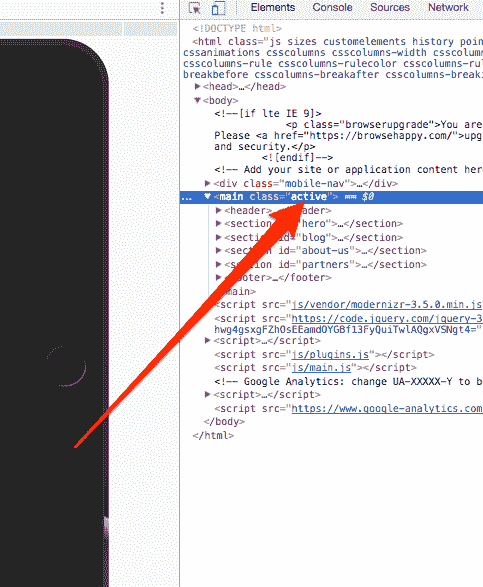 Elements Console Sources Network
<!DOCTYPE html>
<html class="js sizes customelements history poin
cssanimations csscolumns csscolumns-width csscolum
csscolumns-rule csscolumns-rulecolor csscolumns-rul
breakbefore csscolumns-breakafter csscolumns-breaki
<head>…</head>
<body>
<!--[if lte IE 9]>
<p class="browserupgrade">You are
Please <a href="https://browsehappy.com/">upg
and security.</p>
<![endif]-->
<!-- Add your site or application content here
<div class="mobile-nav">…</div>
... <main class="active"> == $0
<header>
<section "hero">…</section>
<section id="blog">…</section>
<section id="about-us">…</section>
<section id="partners">…</section>
<footer>…</footer>
main>
<script src="js/vendor/modernizr-3.5.0.min.js
<script src="https://code.jquery.com/jquery-3
</script>
<script>…</script>
<script src="js/plugins.js"></script>
<script src="js/main.js"></script>
<!-- Google Analytics: change UA-XXXXX-Y to b
<script>…</script>
<script src="https://www.google-analytics.com
</body>
</html>